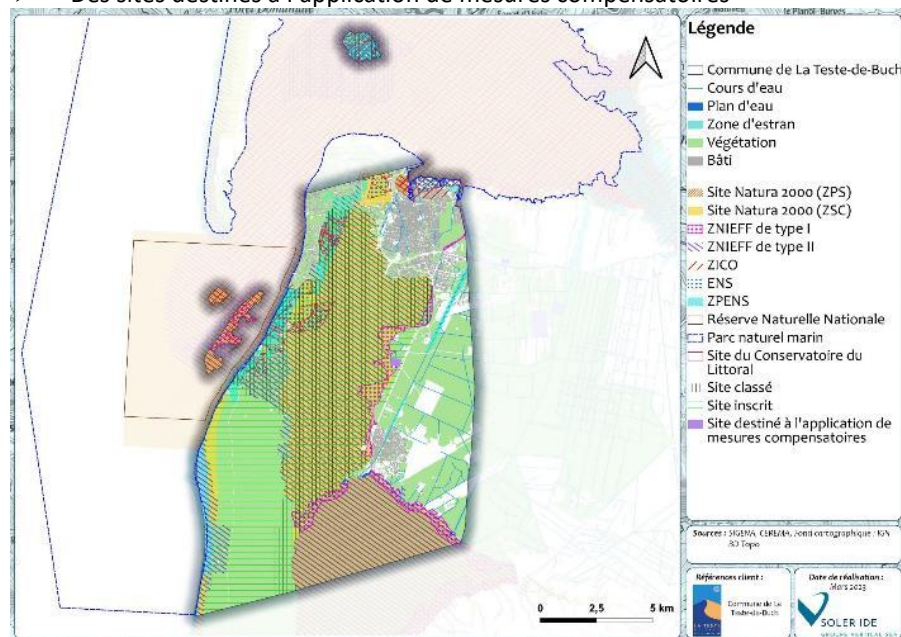 Des sites destinés à l'application de mesures compensatoires
Légende
Commune de La Teste-de-Buch
Cours d'eau
Plan d'eau
Zone d'estran
Végétation
Bâti
Site Natura 2000 (ZPS)
Site Natura 2000 (ZSC)
ZNIEFF de type I
ZNIEFF de type II
ZICO
ENS
ZPENS
Réserve Naturelle Nationale
Parc naturel marin
Site du Conservatoire du
Littoral
Site classé
Site inscrit
Site destiné à l'application de
mesures compensatoires
Sources : SIGENA, CEREMA, Fond cartographique : IGN
BD Topo
Références client :
Commune de La
Teste-de-Buch
Date de réalisation :
Mars 2023
SOLER IDE
GROUPE VERTICAL SEA
0 2,5 5 km